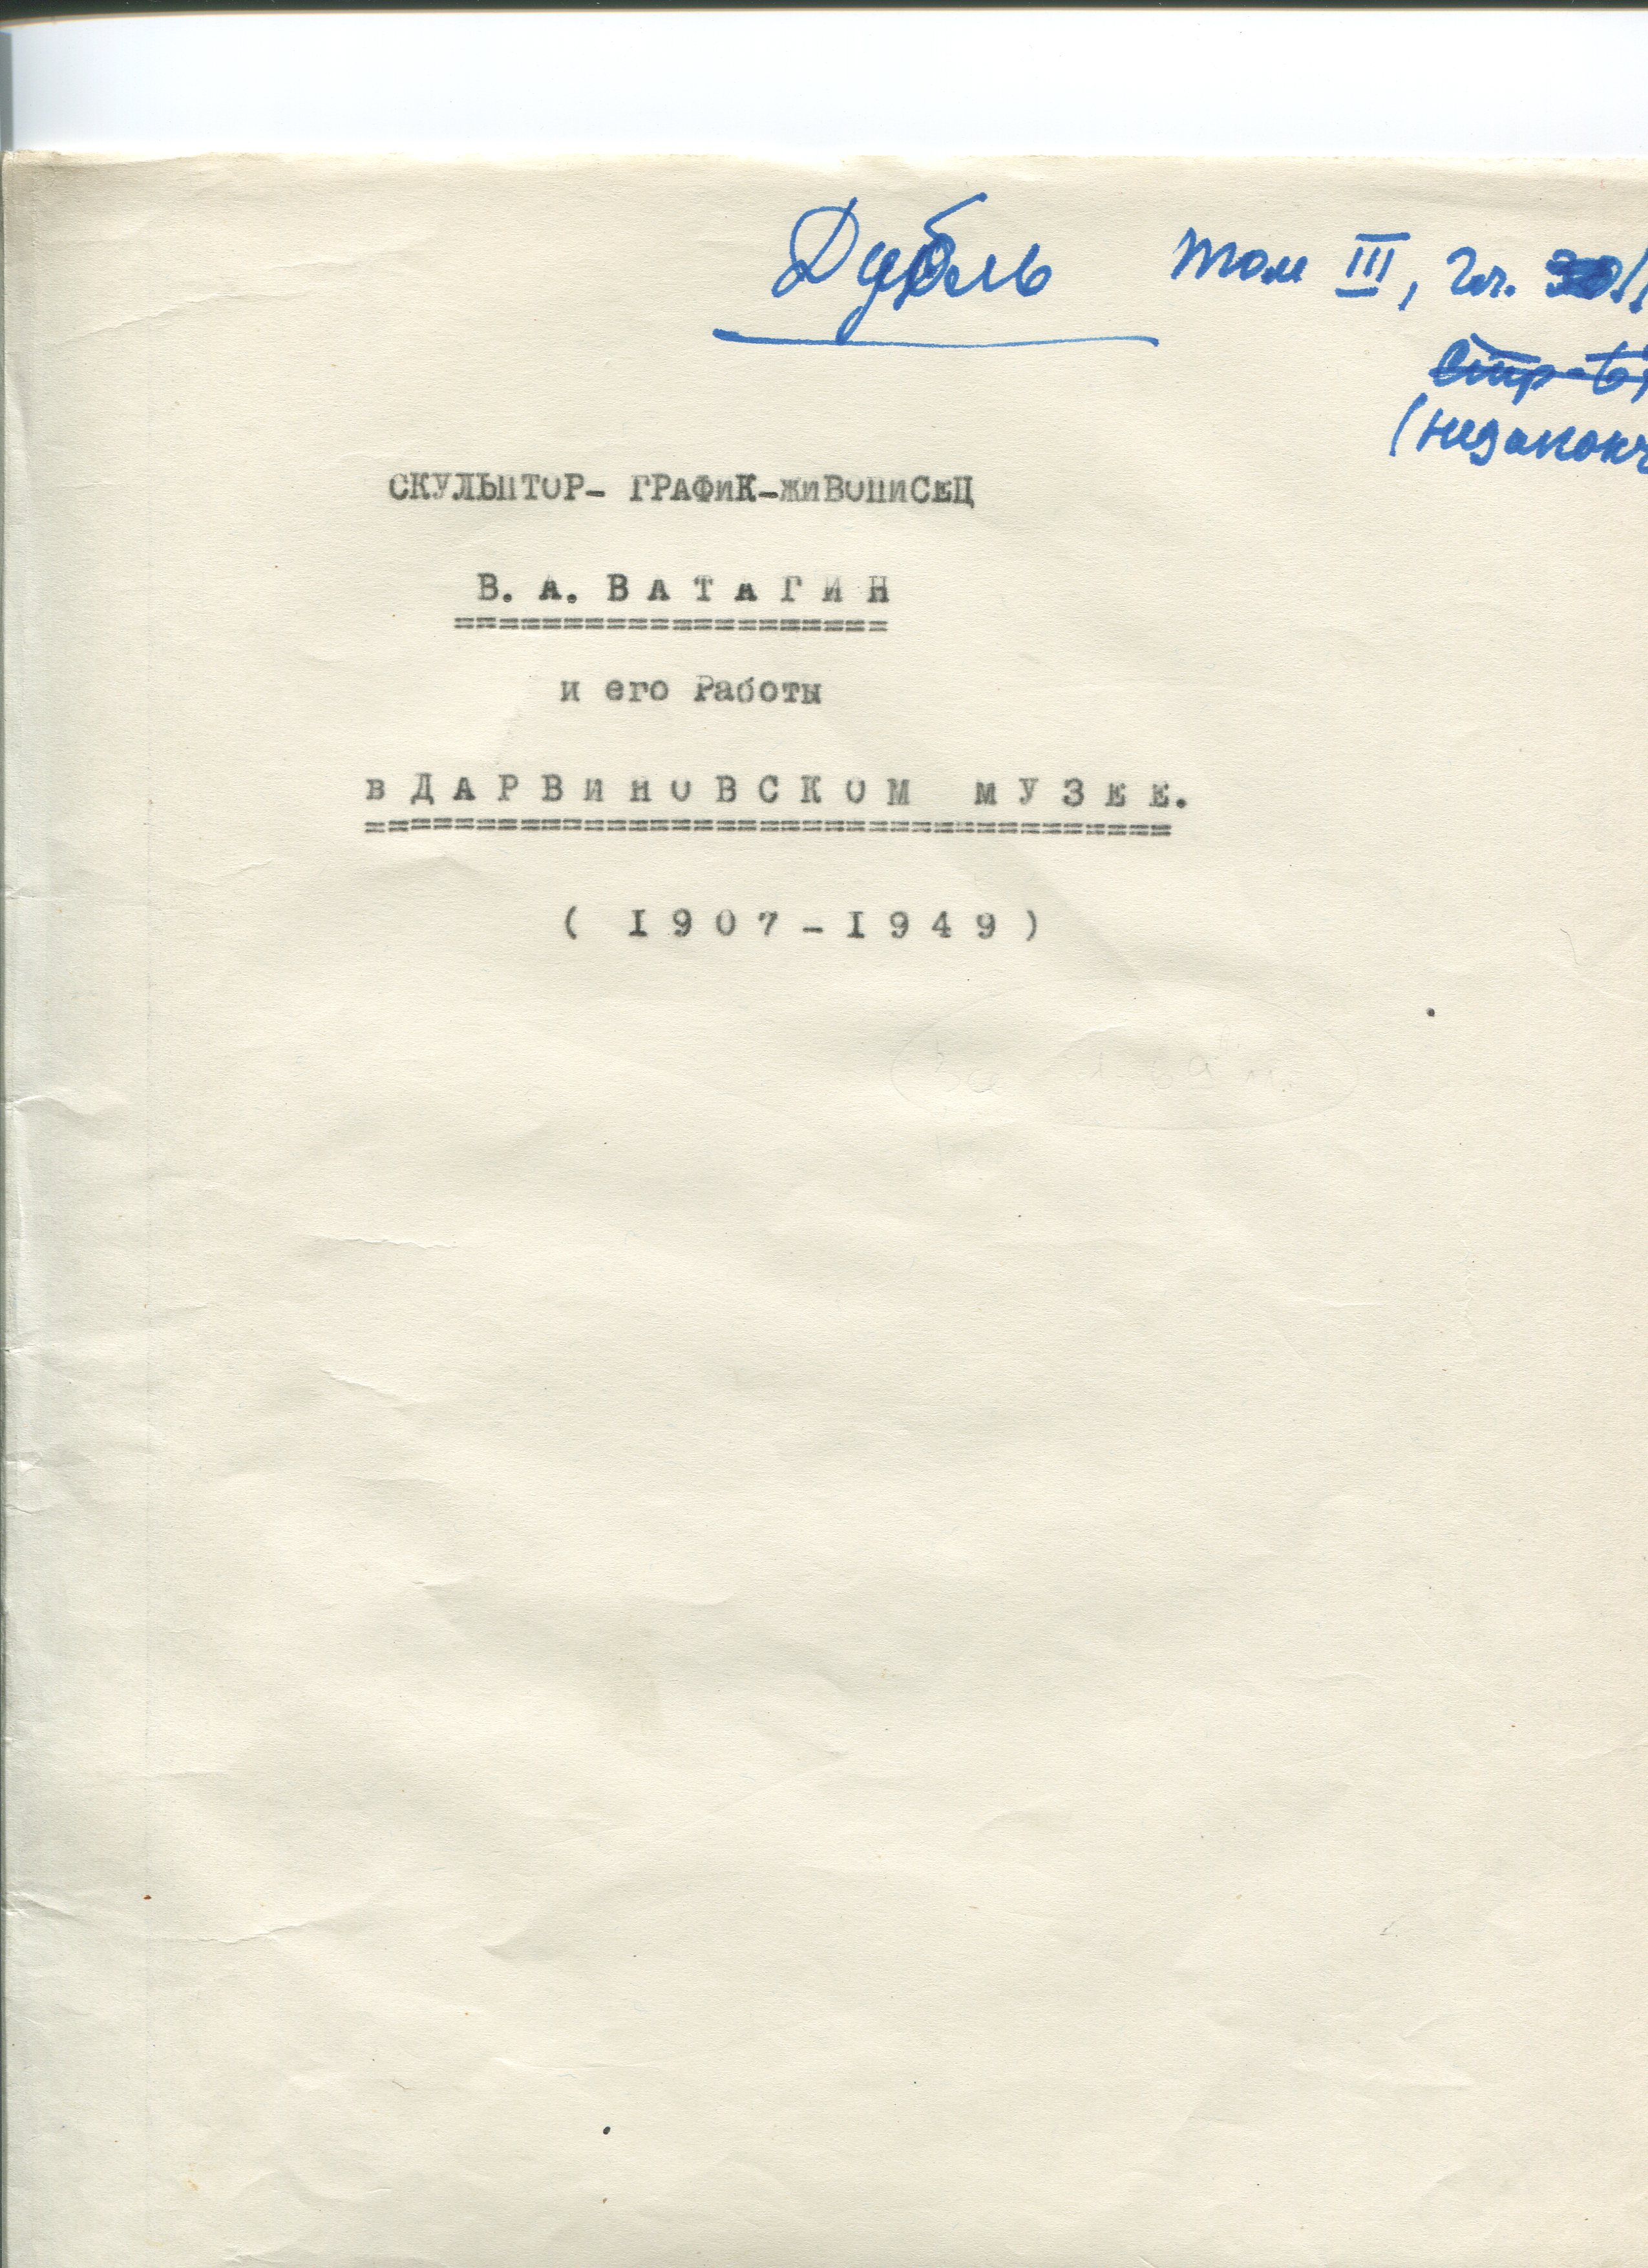 Дубль том III, гл.
(незаконч
СКУЛЬПТОР- ГРАФИК-ЖИВОПИСЕЦ
В. А. ВАТАГИН
====================
и его Работы
в ДАРВИНОВСКОМ МУЗЕЕ.
=====================================
( 1907-1949)